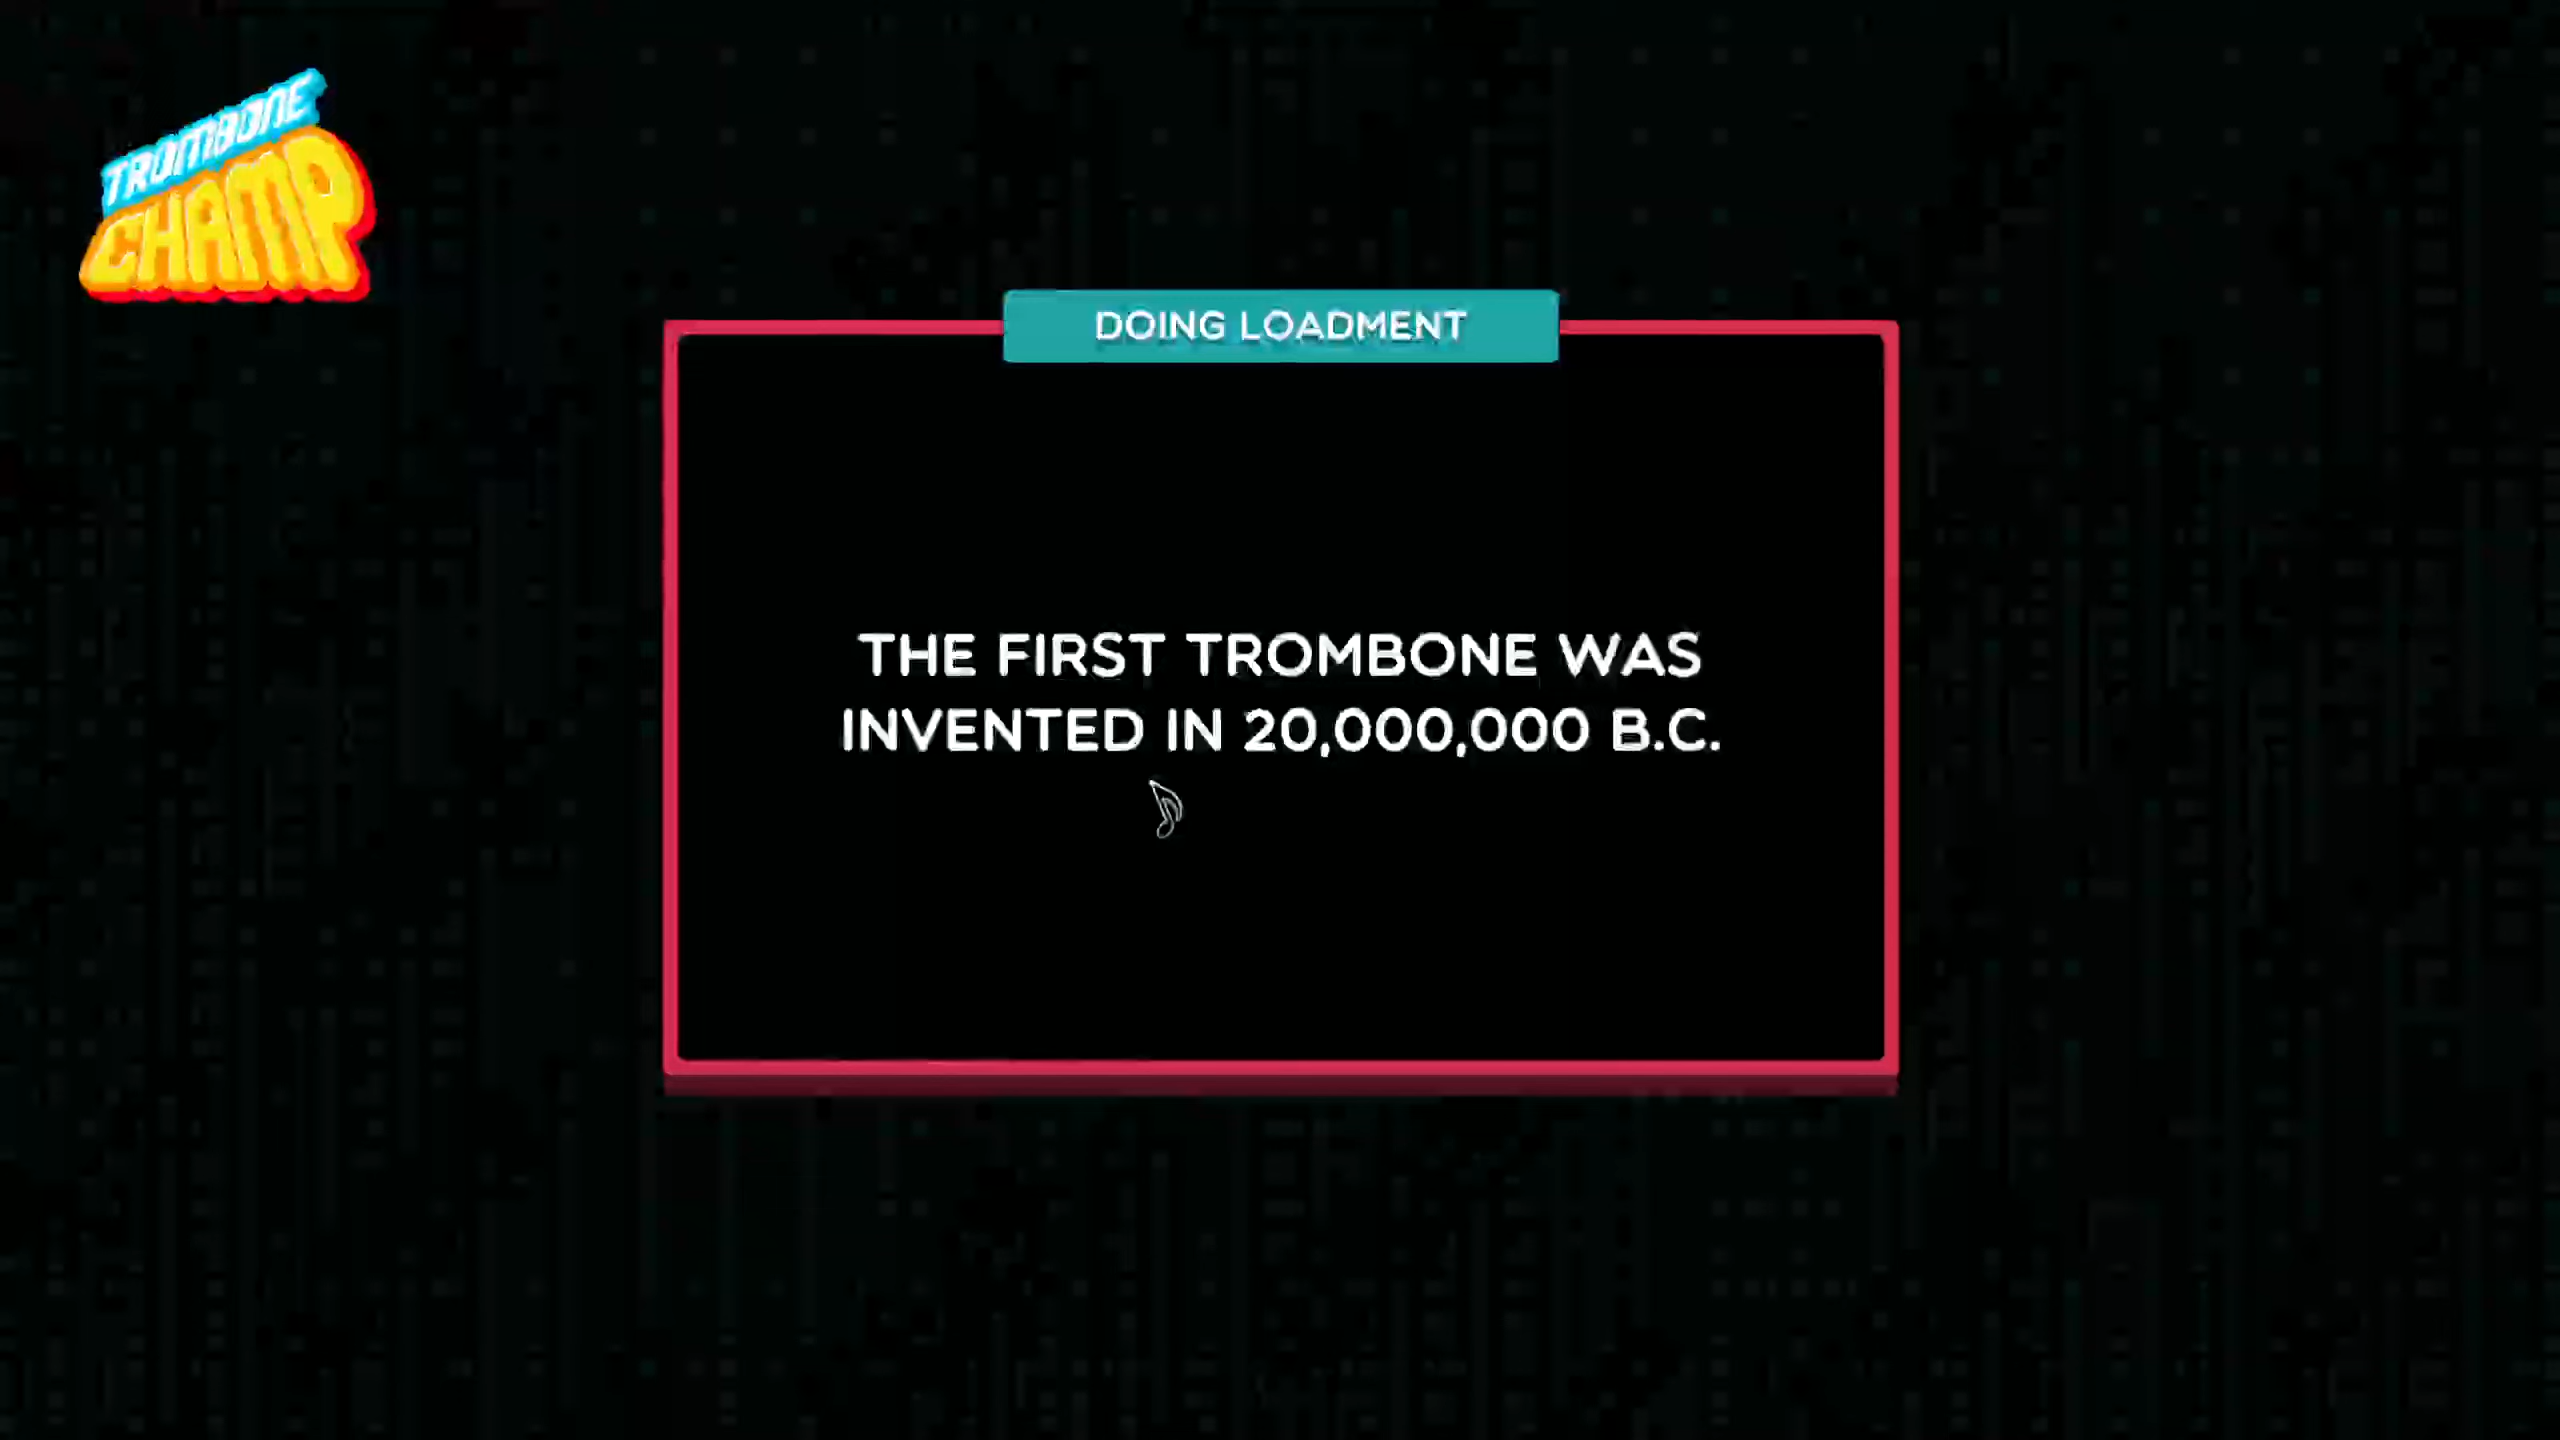 TROMBONE
CHAMP
DOING LOADMENT
THE FIRST TROMBONE WAS
INVENTED IN 20,000,000 B.C.